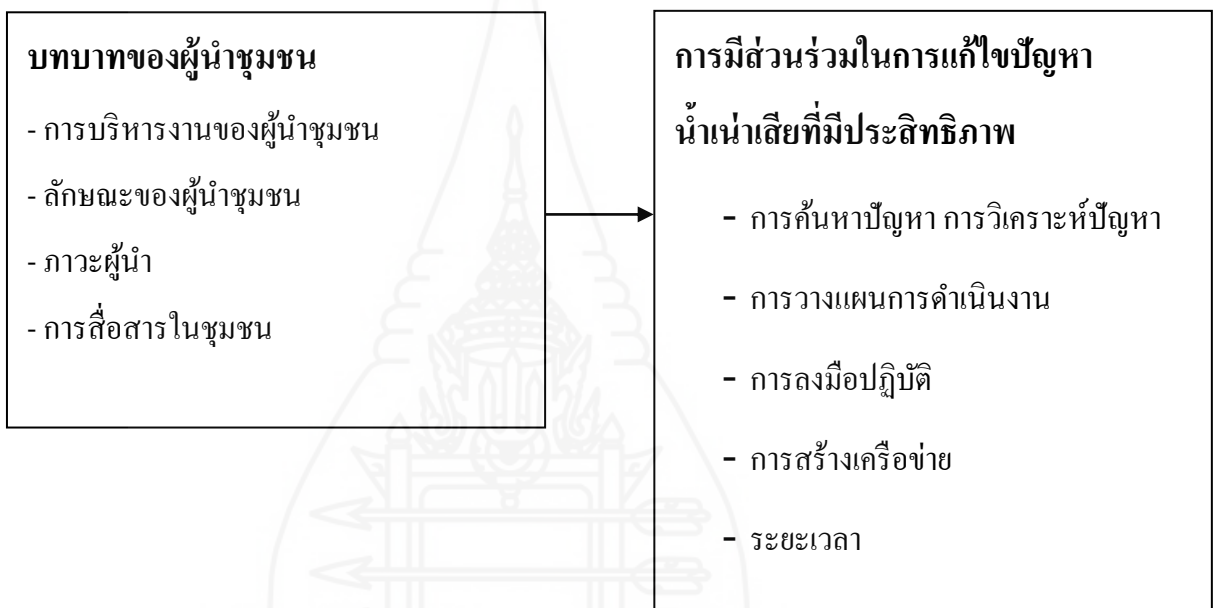 บทบาทของผู้นำชุมชน
- การบริหารงานของผู้นำชุมชน
- ลักษณะของผู้นำชุมชน
- ภาวะผู้นำ
- การสื่อสารในชุมชน
การมีส่วนร่วมในการแก้ไขปัญหา
น้ำเน่าเสียที่มีประสิทธิภาพ
- การค้นหาปัญหา การวิเคราะห์ปัญหา
- การวางแผนการดำเนินงาน
- การลงมือปฏิบัติ
- การสร้างเครือข่าย
- ระยะเวลา